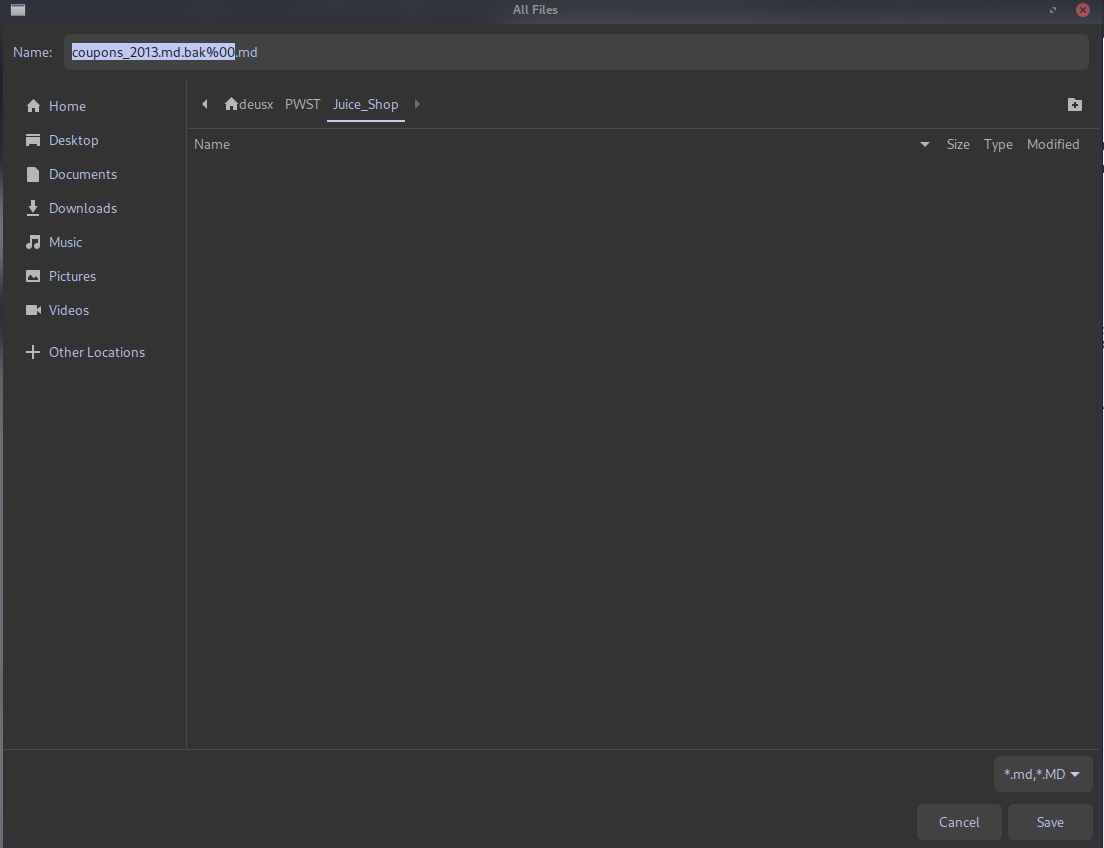 All Files
Name: coupons_2013.md.bak%00.md
deusx PWST Juice_Shop
Name Size Type Modified
Home
Desktop
Documents
Downloads
Music
Pictures
Videos
Other Locations
*.md,*.MD
Cancel Save